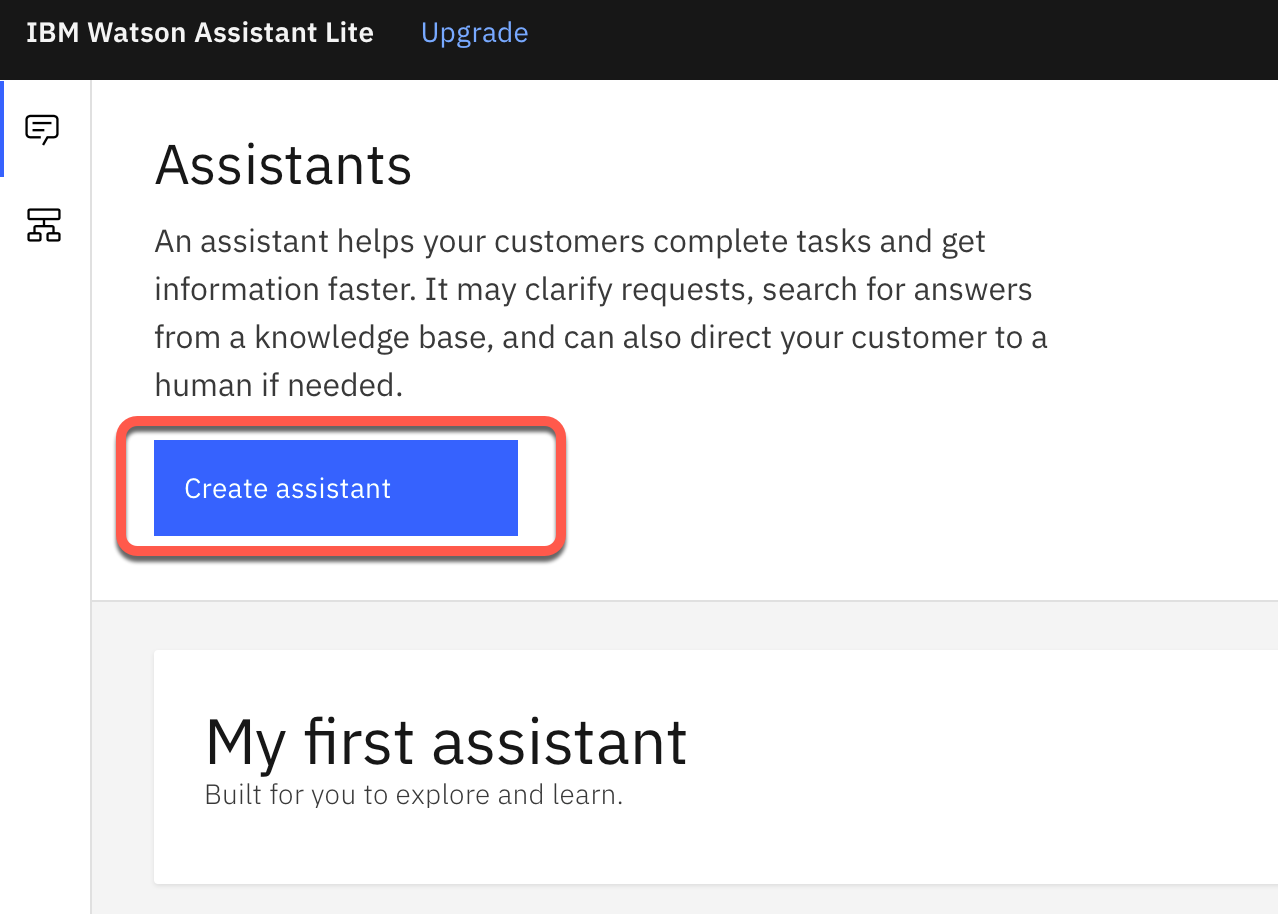 IBM Watson Assistant Lite Upgrade
Assistants
An assistant helps your customers complete tasks and get
information faster. It may clarify requests, search for answers
from a knowledge base, and can also direct your customer to a
human if needed.
Create assistant
My first assistant
Built for you to explore and learn.